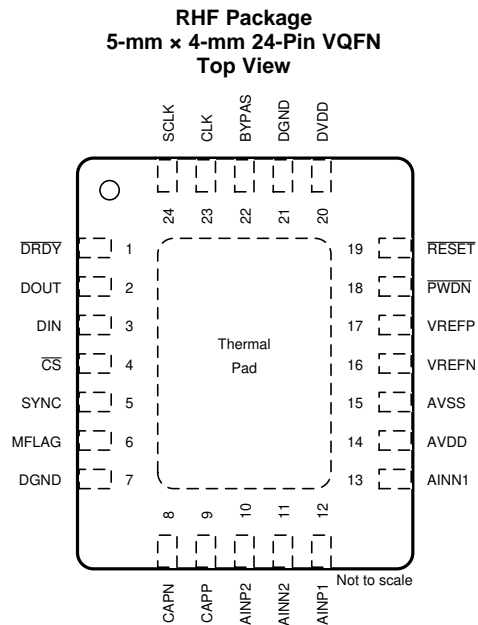 RHF Package
5-mm × 4-mm 24-Pin VQFN
Top View
SCLK
CLK
BYPAS
DGND
DVDD
24
23
22
21
20
DRDY 1
DOUT 2
DIN 3
CS 4
SYNC 5
MFLAG 6
DGND 7
Thermal
Pad
19 RESET
18 PWDN
17 VREFP
16 VREFN
15 AVSS
14 AVDD
13 AINN1
8
9
10
11
12
CAPN
CAPP
AINP2
AINN2
AINP1
Not to scale